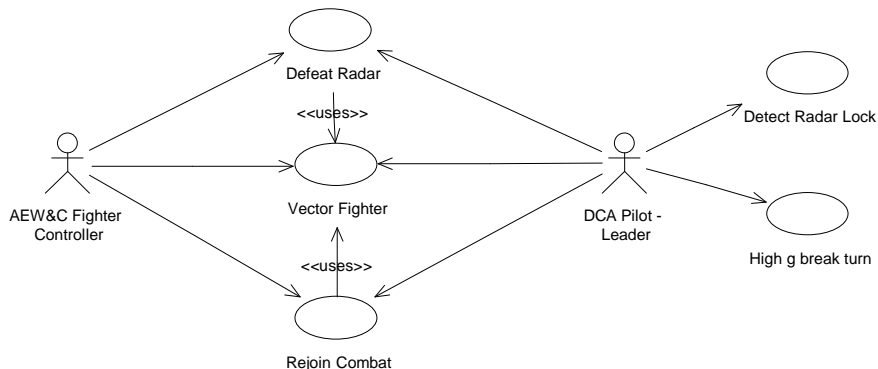 Defeat Radar
<<uses>>
Detect Radar Lock
AEW&C Fighter
Controller
Vector Fighter
DCA Pilot -
Leader
High g break turn
<<uses>>
Rejoin Combat